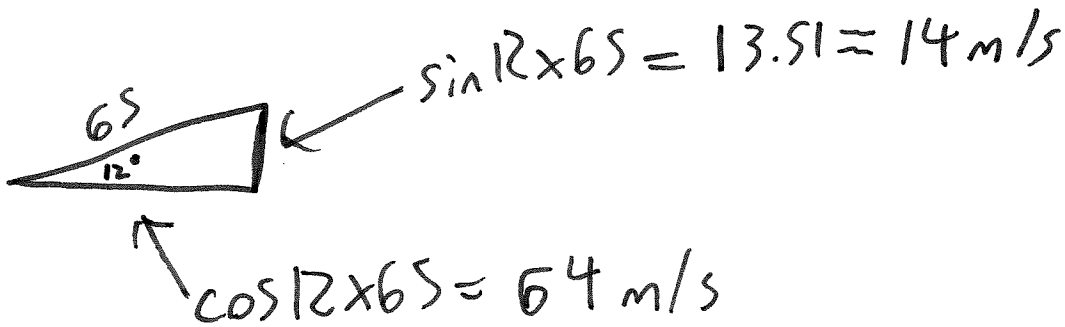 sin12x65 = 13.51 ≈ 14 m/s
65
12°
cos12x65 = 64 m/s